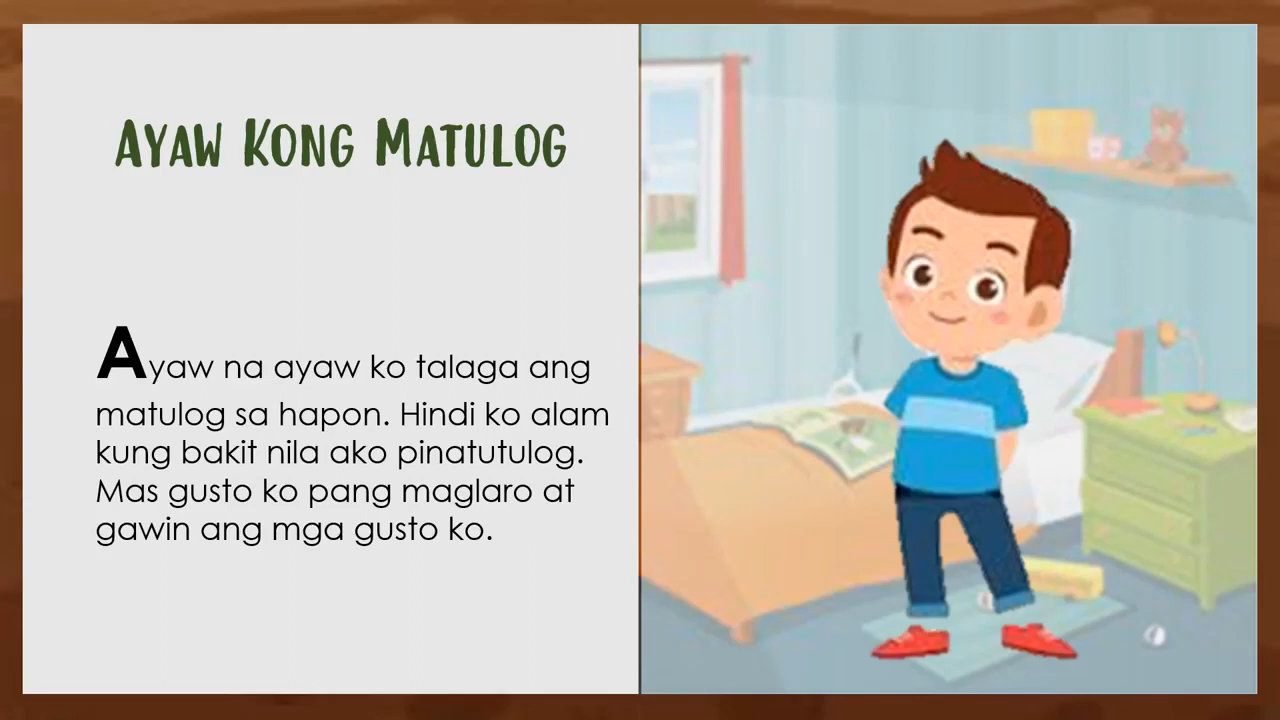 Ayaw Kong Matulog
Ayaw na ayaw ko talaga ang
matulog sa hapon. Hindi ko alam
kung bakit nila ako pinatutulog.
Mas gusto ko pang maglaro at
gawin ang mga gusto ko.